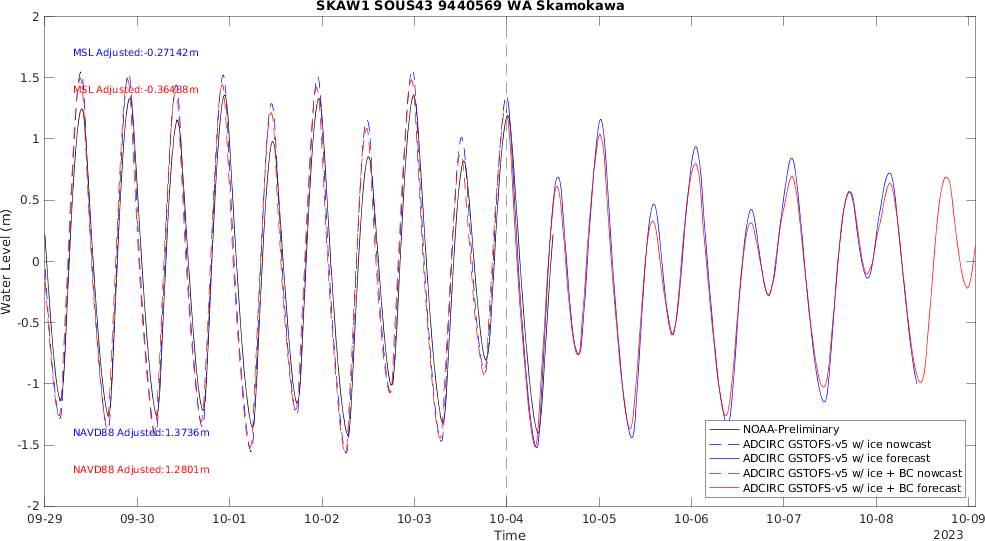 SKAW1 SOUS43 9440569 WA Skamokawa
2
1.5
1
0.5
0
-0.5
-1
-1.5
-2
Water Level (m)
MSL Adjusted:-0.27142m
MSL Adjusted:-0.36488m
NAVD88 Adjusted:1.3736m
NAVD88 Adjusted:1.2801m
NOAA-Preliminary
ADCIRC GSTOFS-v5 w/ ice nowcast
ADCIRC GSTOFS-v5 w/ ice forecast
ADCIRC GSTOFS-v5 w/ ice + BC nowcast
ADCIRC GSTOFS-v5 w/ ice + BC forecast
09-29 09-30 10-01 10-02 10-03 10-04 10-05 10-06 10-07 10-08 10-09
Time
2023